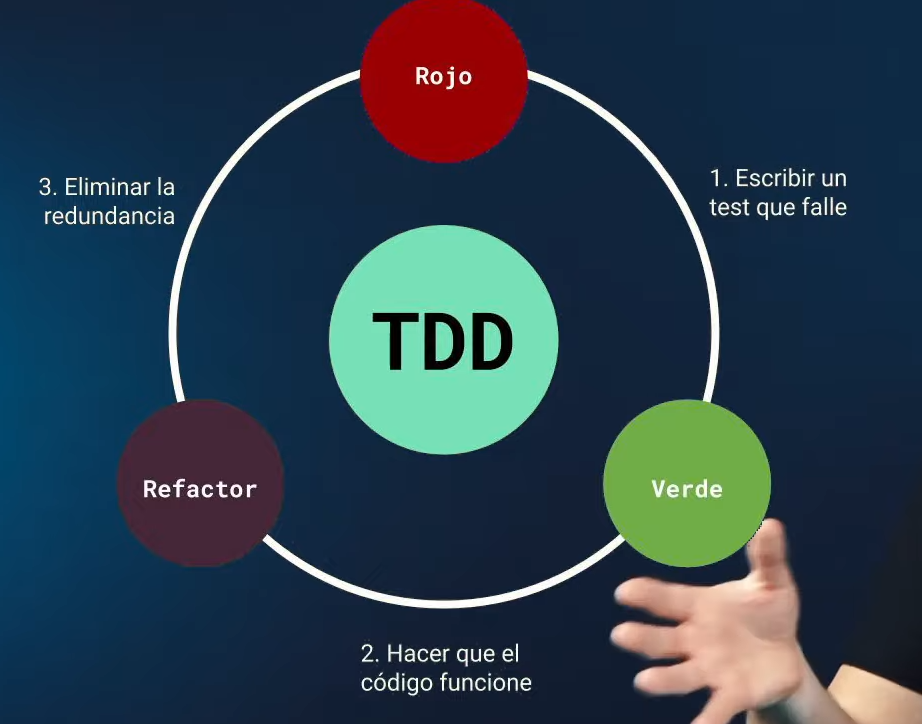 Rojo
1. Escribir un
test que falle
3. Eliminar la
redundancia
TDD
Refactor
Verde
2. Hacer que el
código funcione